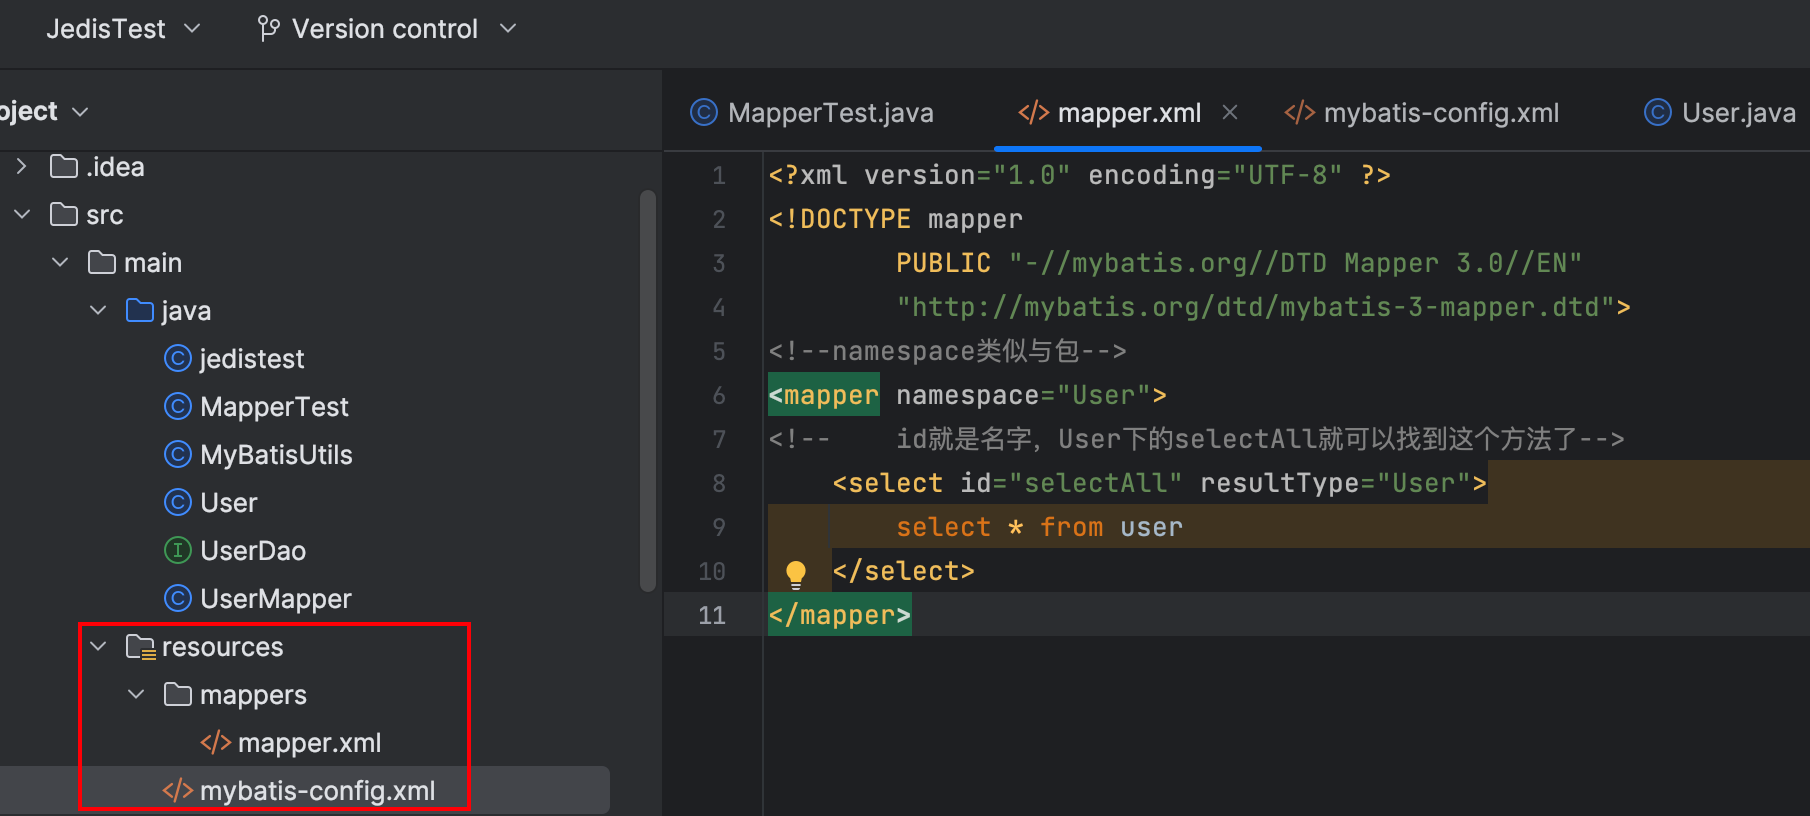 JedisTest
Version control
oject
.idea
src
main
java
jedistest
MapperTest
MyBatisUtils
User
UserDao
UserMapper
resources
mappers
mapper.xml
mybatis-config.xml
MapperTest.java
mapper.xml
mybatis-config.xml
User.java
1 <?xml version="1.0" encoding="UTF-8" ?>
2 <!DOCTYPE mapper
3 PUBLIC "-//mybatis.org//DTD Mapper 3.0//EN"
4 "http://mybatis.org/dtd/mybatis-3-mapper.dtd">
5 <!--namespace类似与包-->
6 <mapper namespace="User">
7 <!-- id就是名字，User下的selectAll就可以找到这个方法了-->
8 <select id="selectAll" resultType="User">
9 select * from user
10 </select>
11 </mapper>